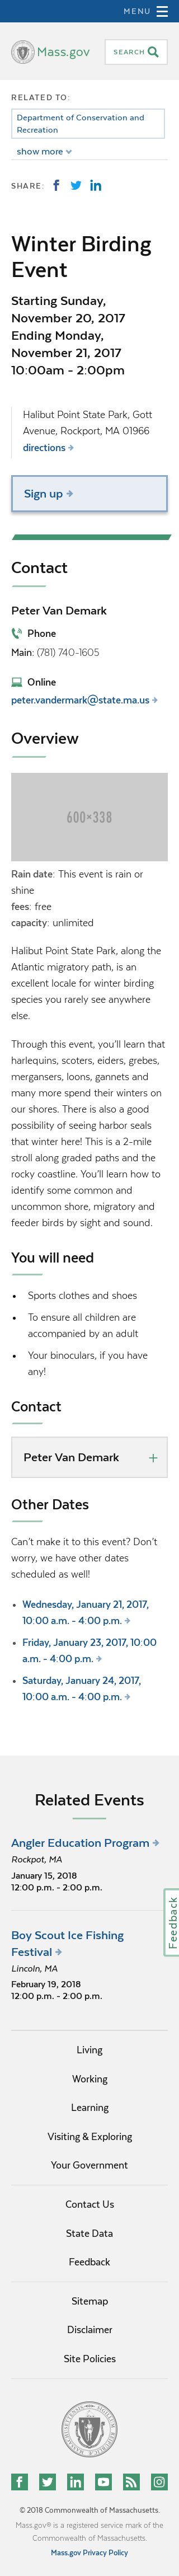 MENU
Mass.gov
SEARCH
RELATED TO:
Department of Conservation and
Recreation
show more
SHARE:
Winter Birding
Event
Starting Sunday,
November 20, 2017
Ending Monday,
November 21, 2017
10:00am - 2:00pm
Halibut Point State Park, Gott
Avenue, Rockport, MA 01966
directions
Sign up
Contact
Peter Van Demark
Phone
Main: (781) 740-1605
Online
peter.vandermark@state.ma.us
Overview
600×338
Rain date: This event is rain or
shine
fees: free
capacity: unlimited
Halibut Point State Park, along the
Atlantic migratory path, is an
excellent locale for winter birding
species you rarely see anywhere
else.
Through this event, you'll learn that
harlequins, scoters, eiders, grebes,
mergansers, loons, gannets and
many more spend their winters on
our shores. There is also a good
possibility of seeing harbor seals
that winter here! This is a 2-mile
stroll along gravel paths and the
rocky coastline. You'll learn how to
identify some common and
uncommon shore, migratory and
feeder birds by sight and sound.
You will need
• Sports clothes and shoes
• To ensure all children are
accompanied by an adult
• Your binoculars, if you have
any!
Contact
Peter Van Demark +
Other Dates
Can't make it to this event? Don't
worry, we have other dates
scheduled as well!
• Wednesday, January 21, 2017,
10:00 a.m. - 4:00 p.m.
• Friday, January 23, 2017, 10:00
a.m. - 4:00 p.m.
• Saturday, January 24, 2017,
10:00 a.m. - 4:00 p.m.
Related Events
Angler Education Program
Rockpot, MA
January 15, 2018
12:00 p.m. - 2:00 p.m.
Feedback
Boy Scout Ice Fishing
Festival
Lincoln, MA
February 19, 2018
12:00 p.m. - 2:00 p.m.
Living
Working
Learning
Visiting & Exploring
Your Government
Contact Us
State Data
Feedback
Sitemap
Disclaimer
Site Policies
© 2018 Commonwealth of Massachusetts.
Mass.gov® is a registered service mark of the
Commonwealth of Massachusetts.
Mass.gov Privacy Policy